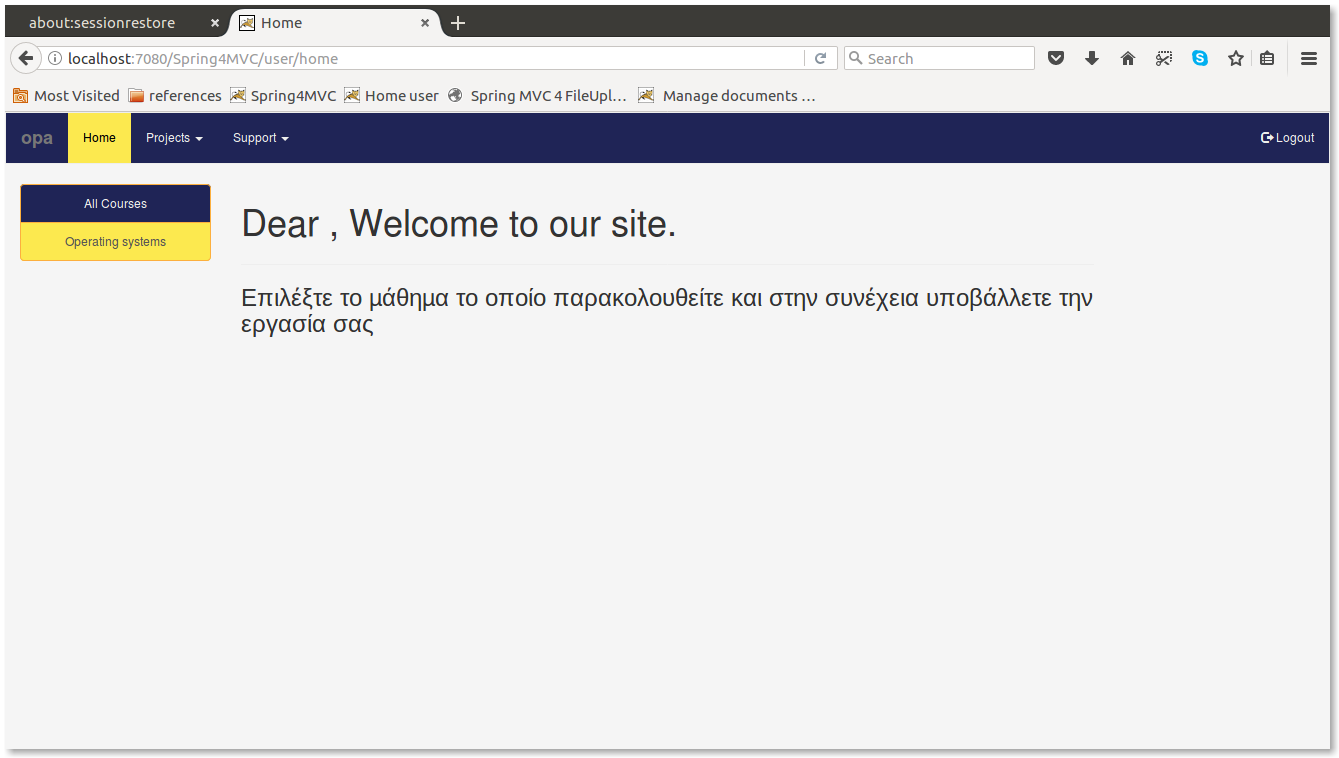 about:sessionrestore
Home
localhost:7080/Spring4MVC/user/home
Search
Most Visited references Spring4MVC Home user Spring MVC 4 FileUpl... Manage documents ...
opa Home Projects Support Logout
All Courses
Operating systems
Dear , Welcome to our site.
Επιλέξτε το μάθημα το οποίο παρακολουθείτε και στην συνέχεια υποβάλλετε την
εργασία σας